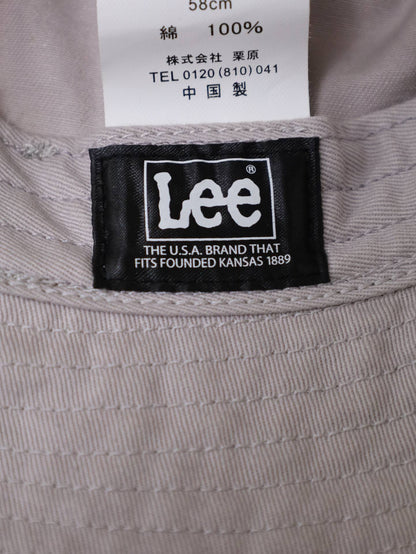 58cm
綿 100%
株式会社 栗原
TEL 0120(810)041
中国製
Lee®
THE U.S.A. BRAND THAT
FITS FOUNDED KANSAS 1889